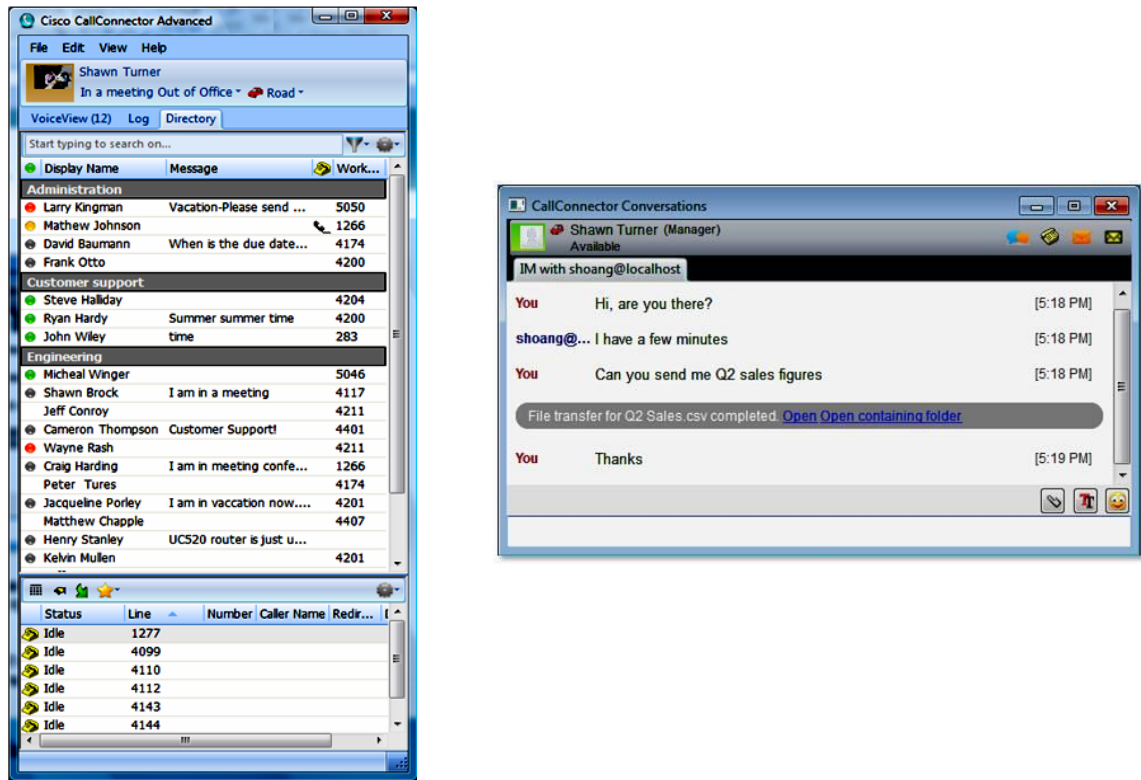 Cisco CallConnector Advanced
File Edit View Help
Shawn Turner
In a meeting Out of Office Road
VoiceView (12) Log Directory
Start typing to search on...
Display Name Message Work...
Administration
Larry Kingman Vacation-Please send ... 5050
Mathew Johnson 1266
David Baumann When is the due date... 4174
Frank Otto 4200
Customer support
Steve Halliday 4204
Ryan Hardy Summer summer time 4200
John Wiley time 283
Engineering
Micheal Winger 5046
Shawn Brock I am in a meeting 4117
Jeff Conroy 4211
Cameron Thompson Customer Support! 4401
Wayne Rash 4211
Craig Harding I am in meeting confe... 1266
Peter Tures 4174
Jacqueline Porley I am in vaccation now.... 4201
Matthew Chapple 4407
Henry Stanley UC520 router is just u...
Kelvin Mullen 4201
Status Line Number Caller Name Redir...
Idle 1277
Idle 4099
Idle 4110
Idle 4112
Idle 4143
Idle 4144
CallConnector Conversations
Shawn Turner (Manager)
Available
IM with shoang@localhost
You Hi, are you there? [5:18 PM]
shoang@... I have a few minutes [5:18 PM]
You Can you send me Q2 sales figures [5:18 PM]
File transfer for Q2 Sales.csv completed. Open Open containing folder
You Thanks [5:19 PM]